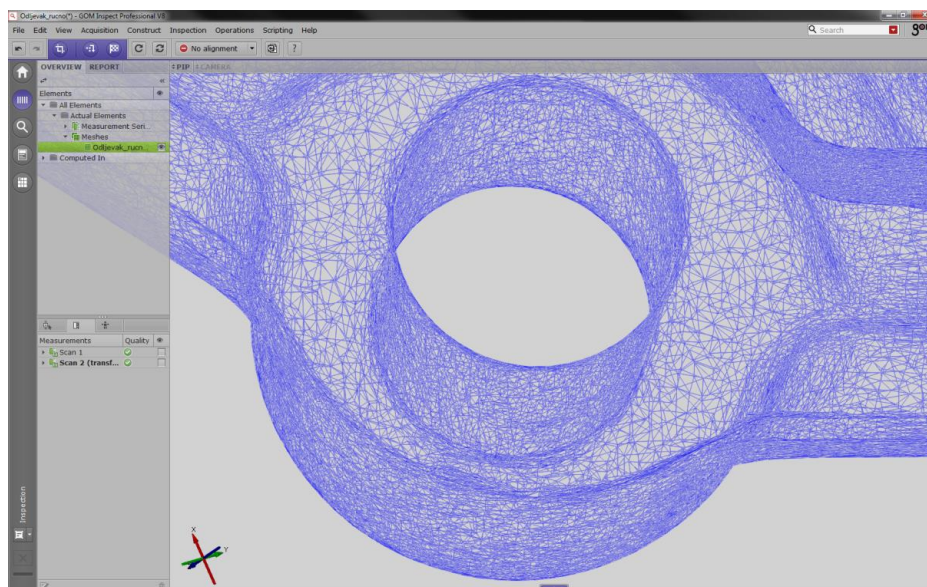 Odljevak_rucno(*) - GOM Inspect Professional V8
File Edit View Acquisition Construct Inspection Operations Scripting Help
Search
gom
No alignment
?
OVERVIEW REPORT
PIP CAMERA
Elements
All Elements
Actual Elements
Measurement Seri...
Meshes
Odljevak_rucn...
Computed In
Measurements Quality
Scan 1
Scan 2 (transf...
Inspection
X
Y